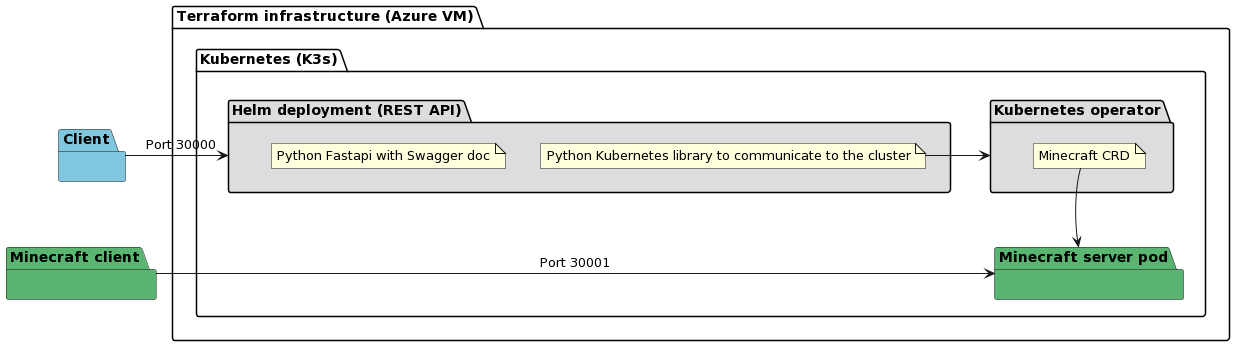 Terraform infrastructure (Azure VM)
Kubernetes (K3s)
Helm deployment (REST API)
Kubernetes operator
Client
Port 30000
Python Fastapi with Swagger doc
Python Kubernetes library to communicate to the cluster
Minecraft CRD
Minecraft client
Port 30001
Minecraft server pod